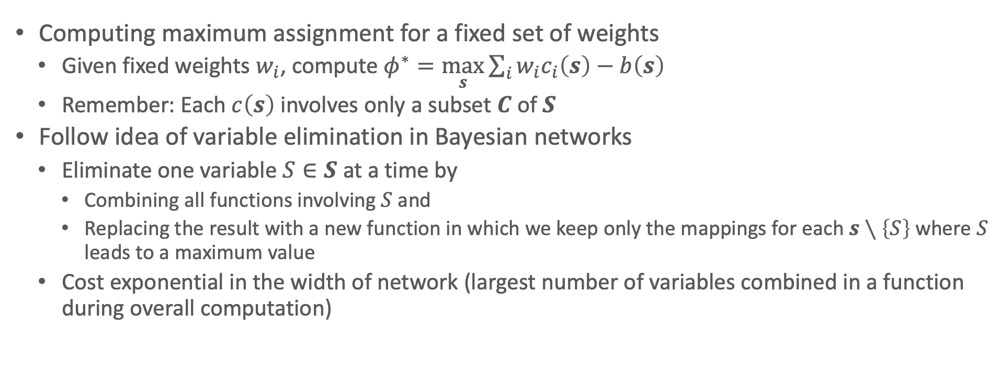 • Computing maximum assignment for a fixed set of weights
• Given fixed weights $w_i$, compute $\phi^* = \max_{\boldsymbol{s}} \sum_i w_i c_i(\boldsymbol{s}) - b(\boldsymbol{s})$
• Remember: Each $c(\boldsymbol{s})$ involves only a subset $\boldsymbol{C}$ of $\boldsymbol{S}$
• Follow idea of variable elimination in Bayesian networks
• Eliminate one variable $S \in \boldsymbol{S}$ at a time by
• Combining all functions involving $S$ and
• Replacing the result with a new function in which we keep only the mappings for each $\boldsymbol{s} \setminus \{S\}$ where $S$
leads to a maximum value
• Cost exponential in the width of network (largest number of variables combined in a function
during overall computation)